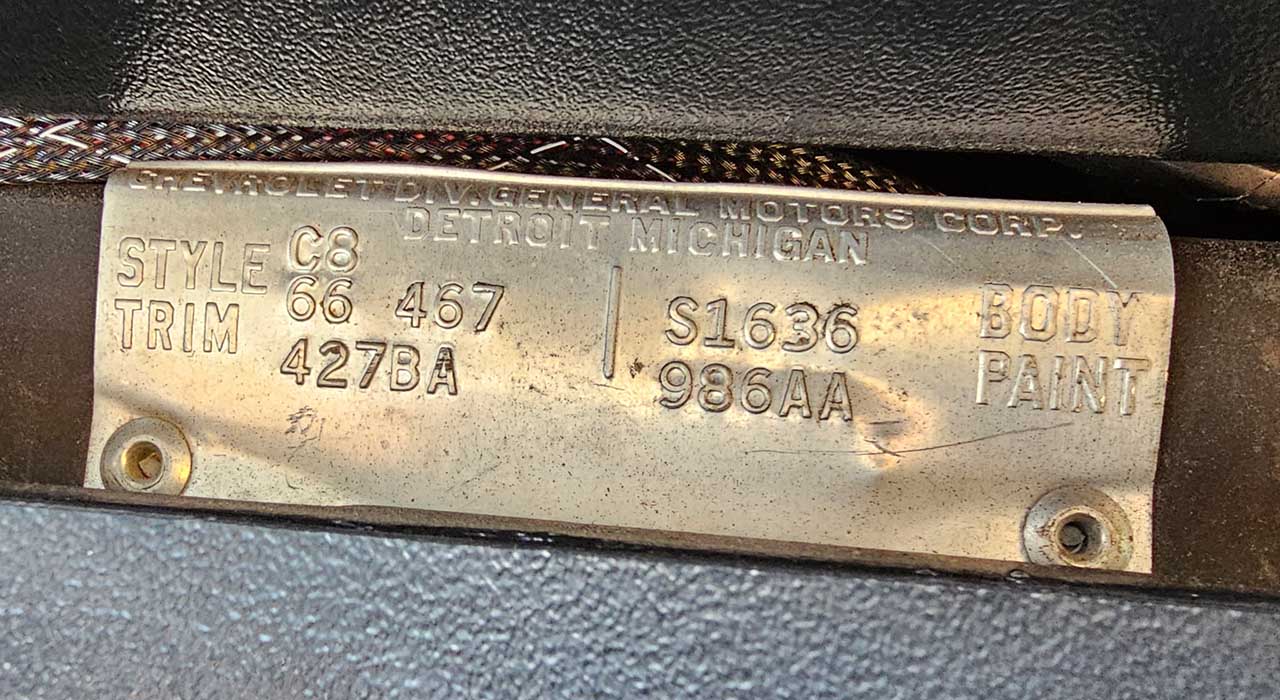 CHEVROLET DIV. GENERAL MOTORS CORP.
DETROIT MICHIGAN
C8
STYLE 66 467 S1636 BODY
TRIM 427BA 986AA PAINT